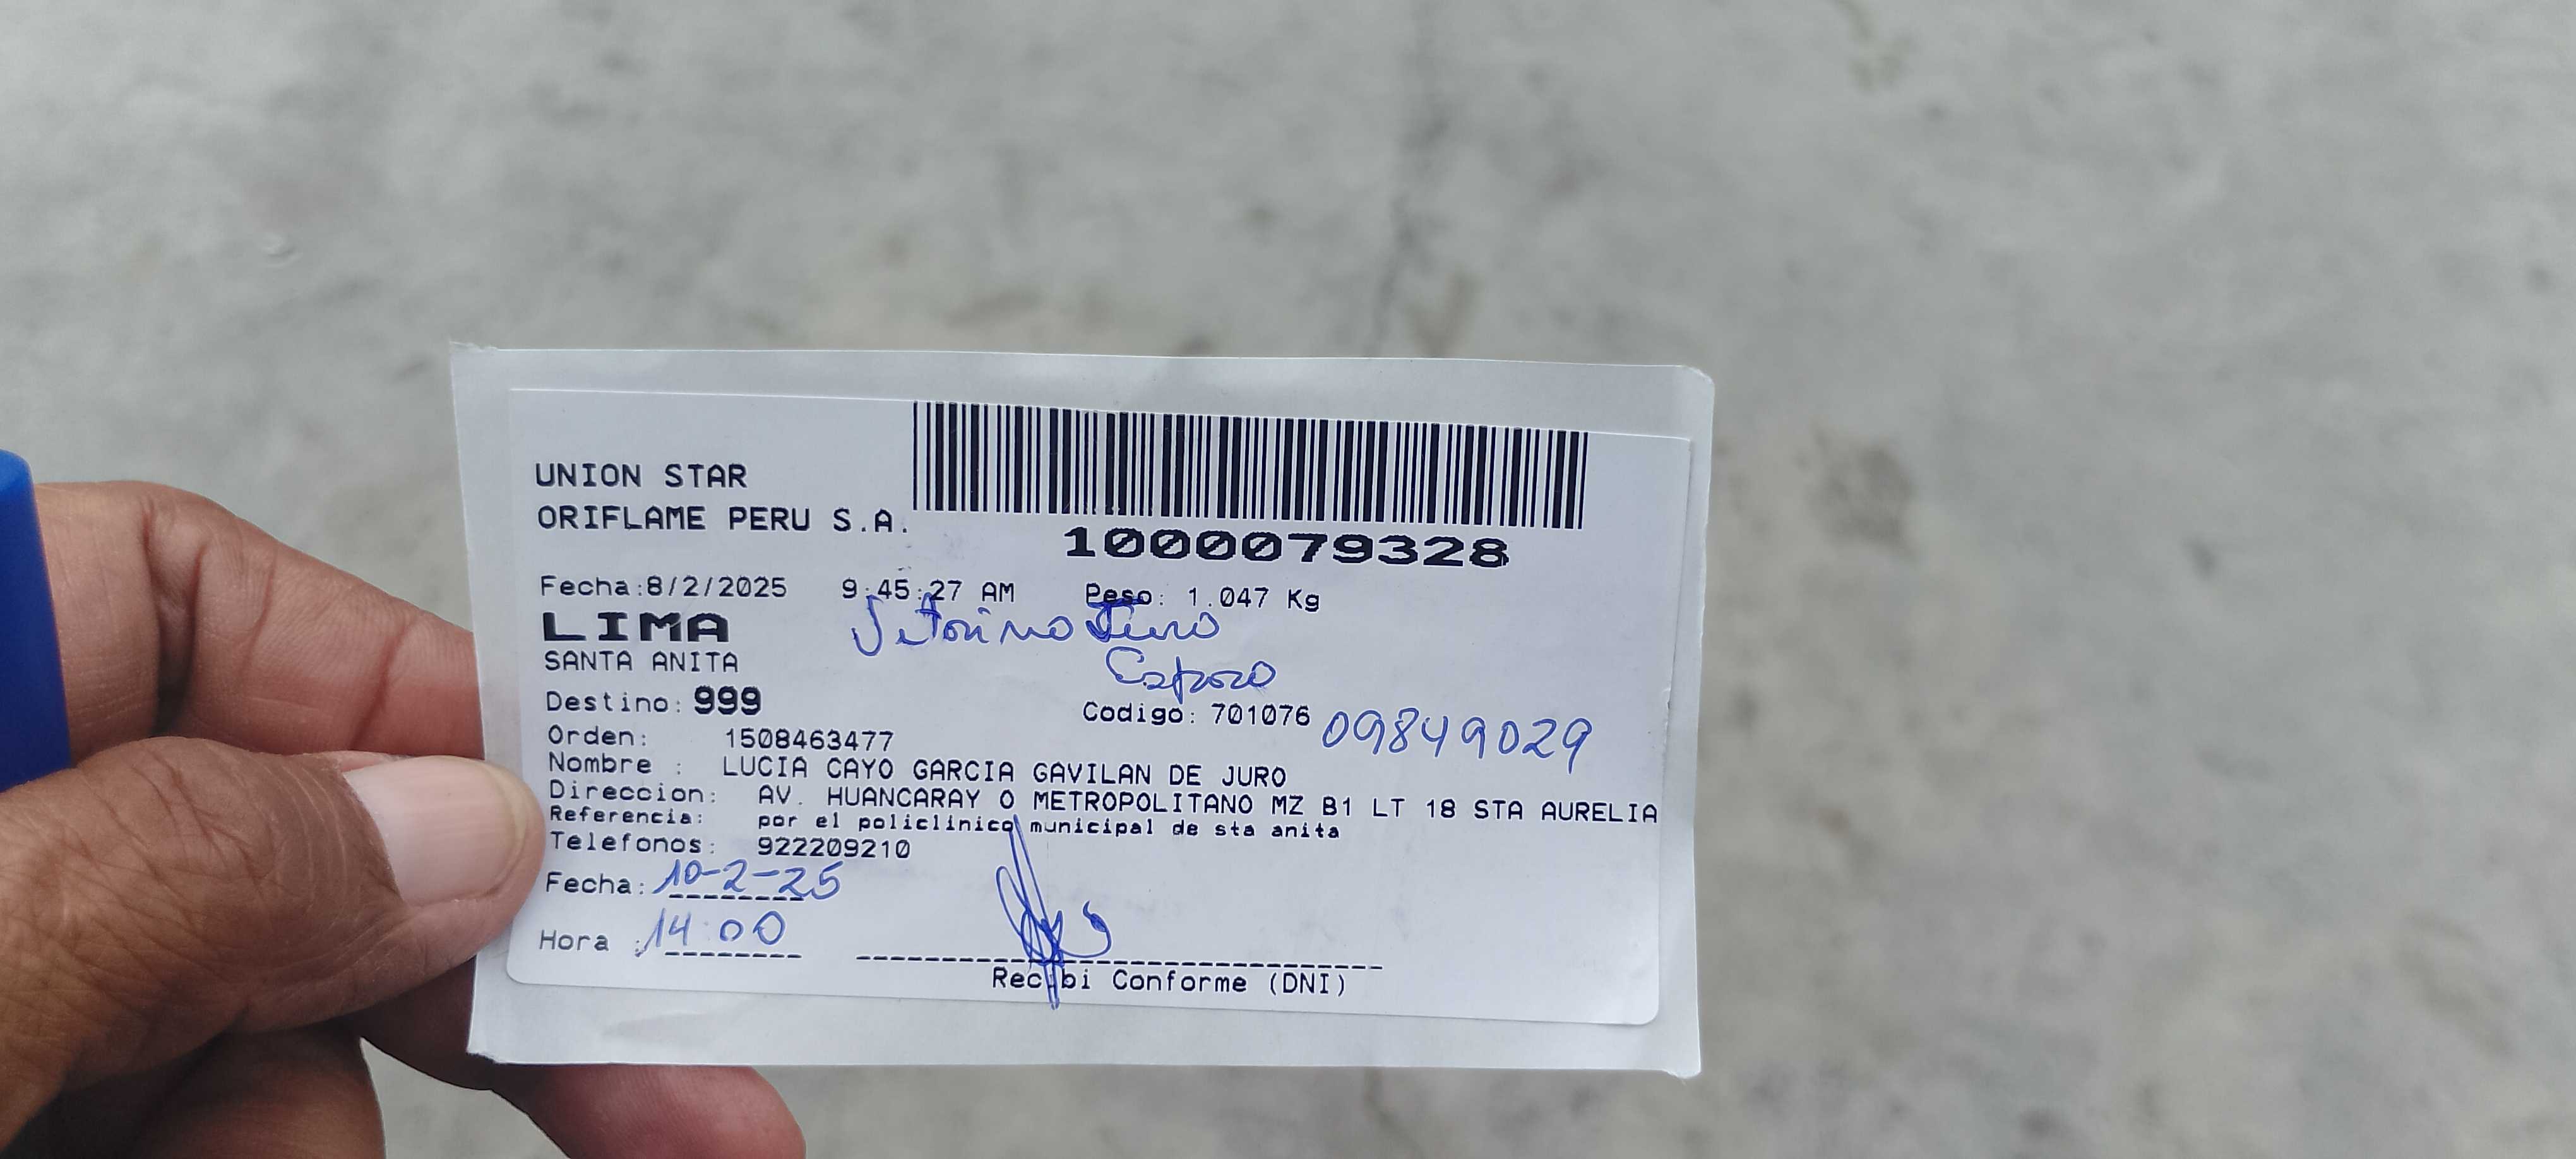 UNION STAR
ORIFLAME PERU S.A.
1000079328
Fecha:8/2/2025 9:45:27 AM Peso: 1.047 Kg
LIMA
Juro
SANTA ANITA
Destino: 999
Codigo: 701076 09849029
Orden: 1508463477
Nombre : LUCIA CAYO GARCIA GAVILAN DE JURO
Direccion: AV. HUANCARAY O METROPOLITANO MZ B1 LT 18 STA AURELIA
Referencia: por el policlinico municipal de sta anita
Telefonos: 922209210
Fecha: 10-2-25
Hora : 14:00
Recibi Conforme (DNI)